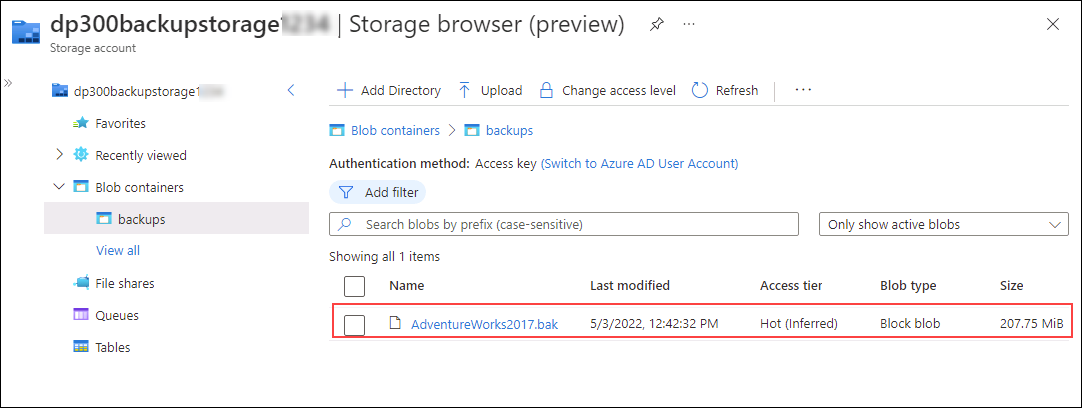 dp300backupstorage | Storage browser (preview)
Storage account
dp300backupstorage
Favorites
Recently viewed
Blob containers
backups
View all
File shares
Queues
Tables
Add Directory
Upload
Change access level
Refresh
Blob containers > backups
Authentication method: Access key (Switch to Azure AD User Account)
Add filter
Search blobs by prefix (case-sensitive)
Only show active blobs
Showing all 1 items
Name Last modified Access tier Blob type Size
AdventureWorks2017.bak 5/3/2022, 12:42:32 PM Hot (Inferred) Block blob 207.75 MiB